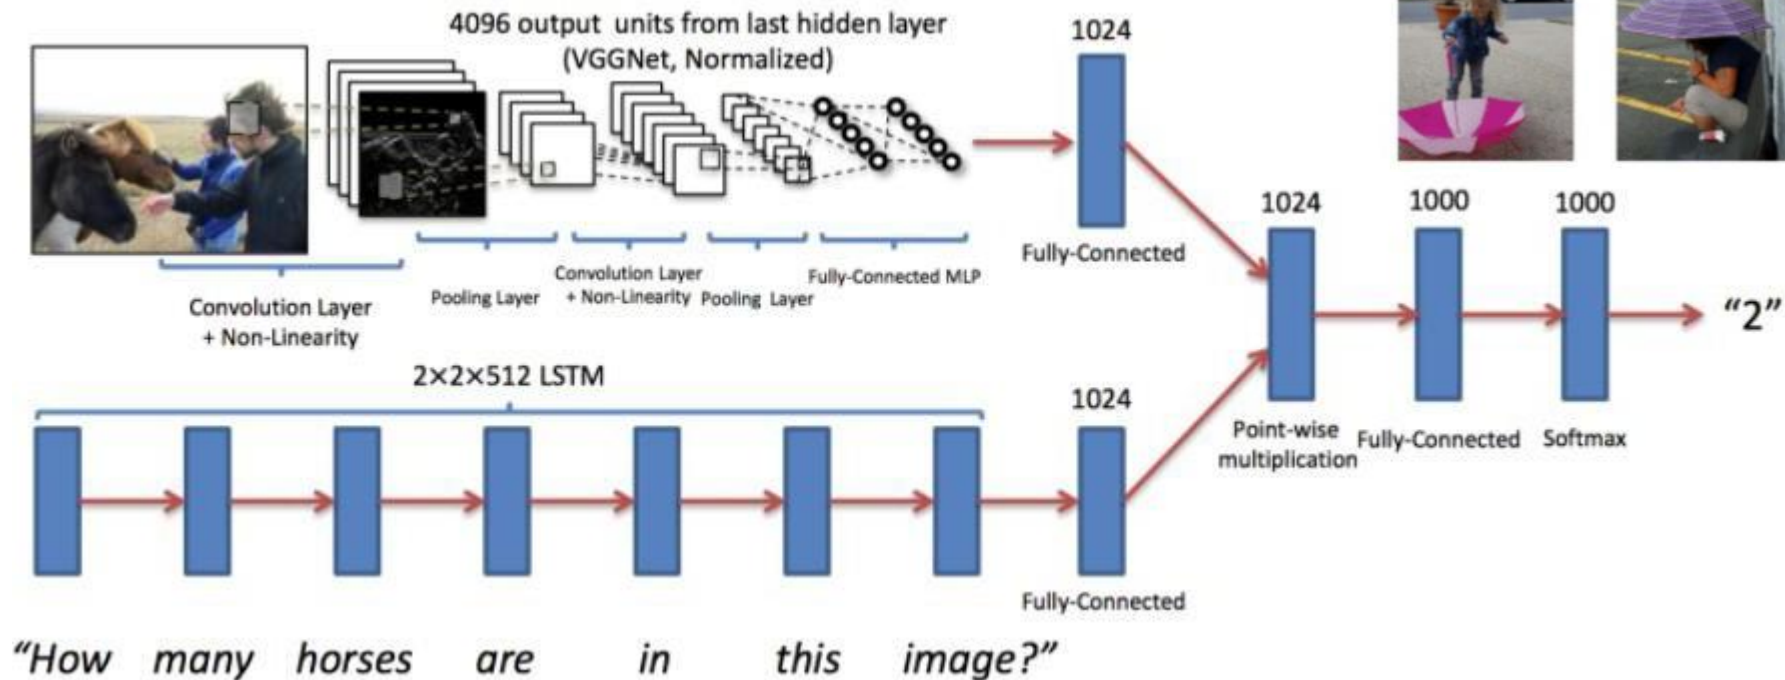 4096 output units from last hidden layer
(VGGNet, Normalized)
1024
Fully-Connected
Convolution Layer
+ Non-Linearity
Pooling Layer
Convolution Layer
+ Non-Linearity
Pooling Layer
Fully-Connected MLP
2×2×512 LSTM
1024
Fully-Connected
1024
Point-wise
multiplication
1000
Fully-Connected
1000
Softmax
“2”
“How many horses are in this image?”